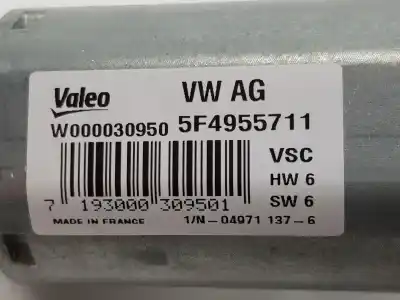 Valeo VW AG
W000030950 5F4955711
VSC
HW 6
SW 6
7 193000 309501
MADE IN FRANCE 1/N-04971 137-6